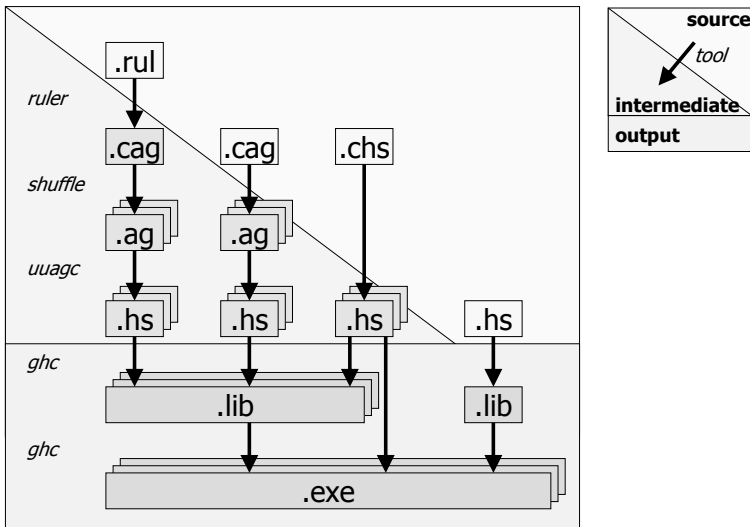 .rul
ruler
.cag .cag .chs
shuffle
.ag .ag
uuagc
.hs .hs .hs .hs
ghc
.lib .lib
ghc
.exe
source
tool
intermediate
output